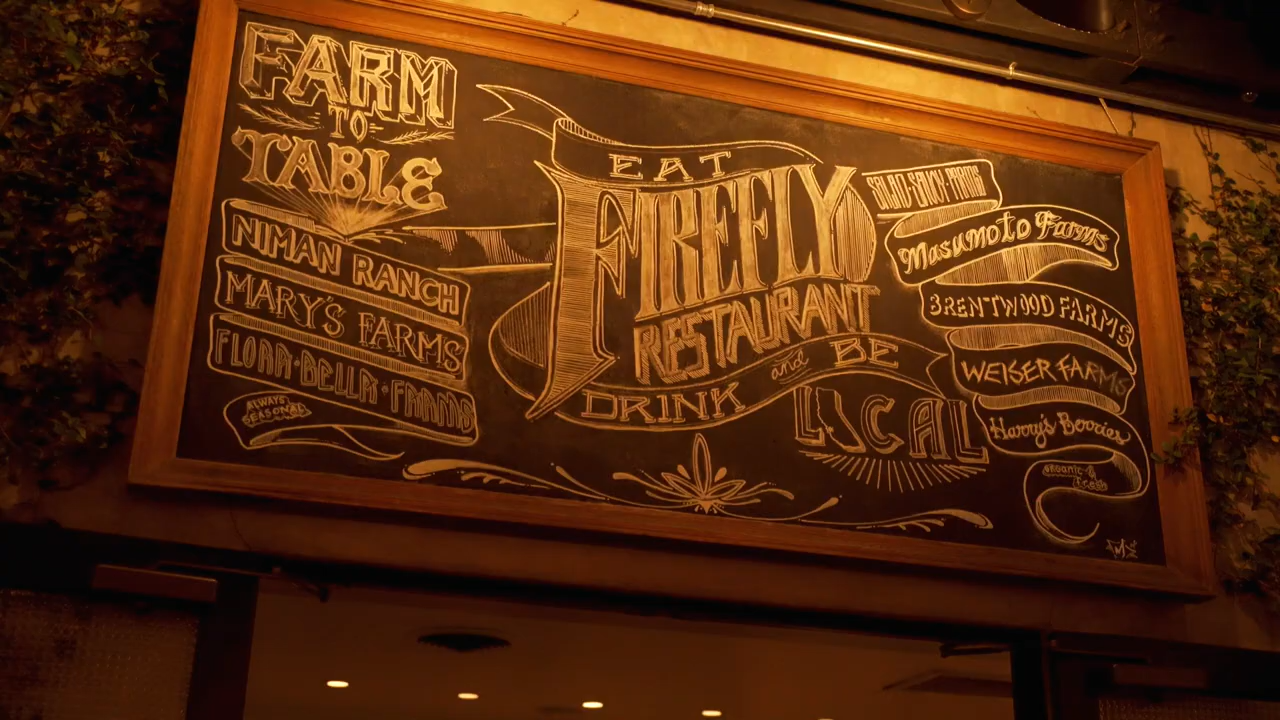 FARM
TO
TABLE
NIMAN RANCH
MARY'S FARMS
FLORA·BELLA·FARMS
ALWAYS
SEASONAL
EAT
FIREFLY
RESTAURANT
DRINK and BE
LOCAL
Masumoto Farms
BRENTWOOD FARMS
WEISER FARMS
Harry's Berries
ORGANIC &
fresh